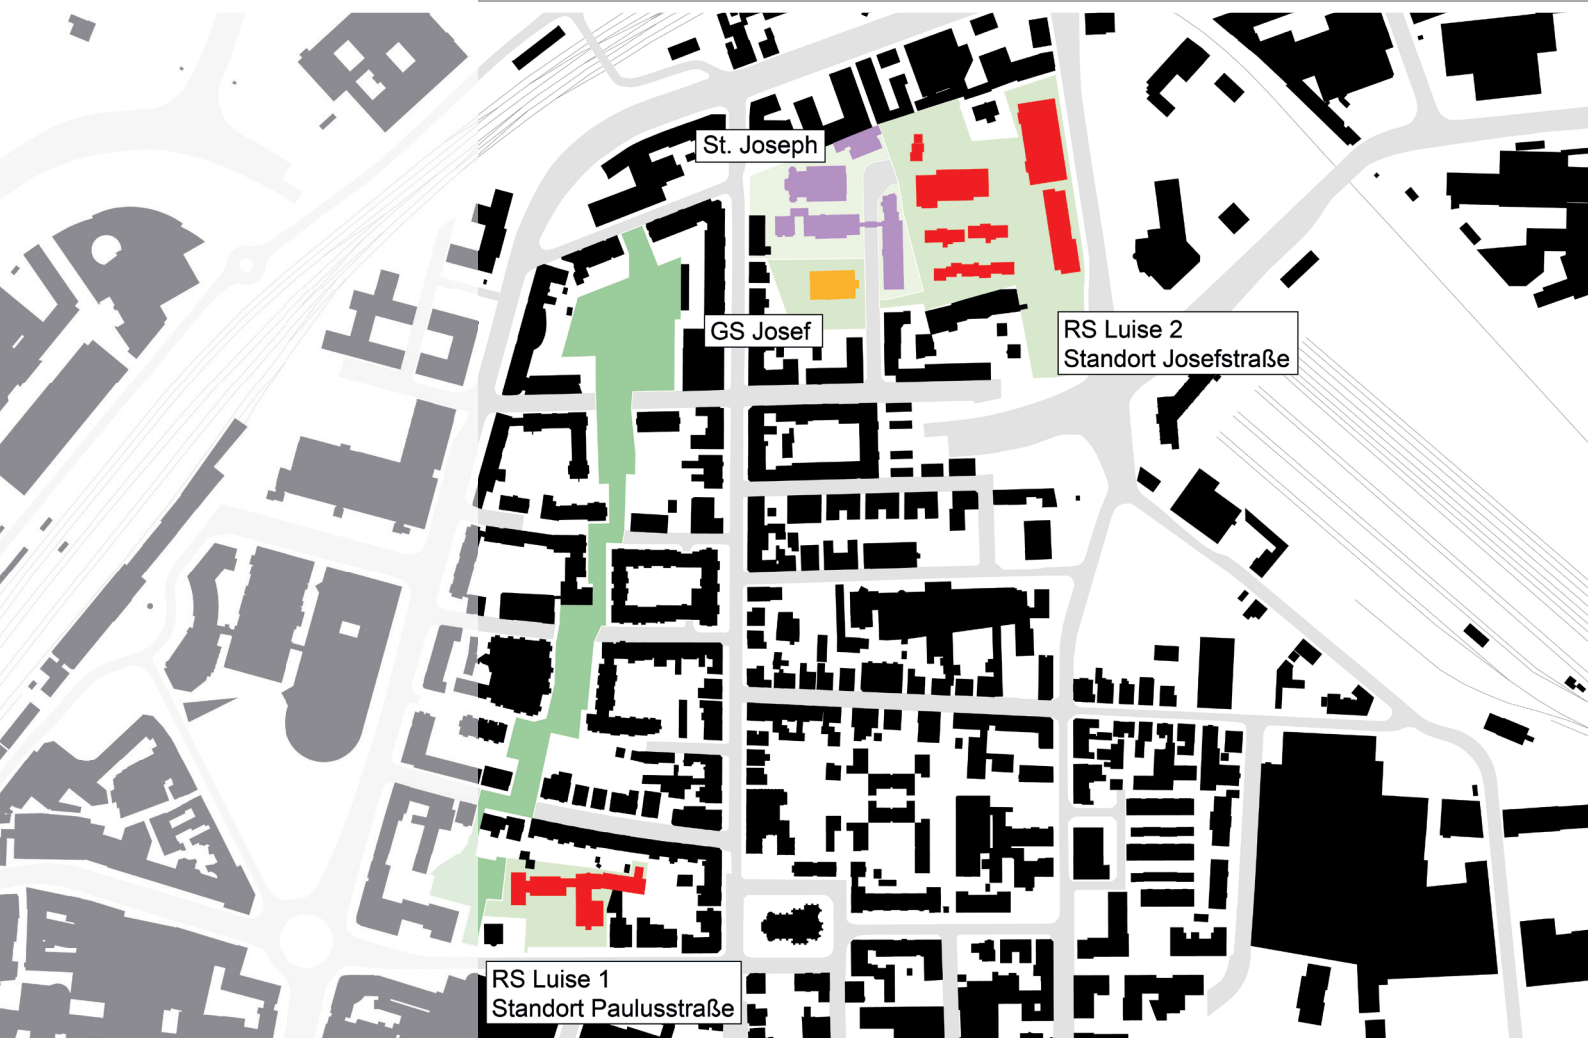 St. Joseph
GS Josef
RS Luise 2
Standort Josefstraße
RS Luise 1
Standort Paulusstraße